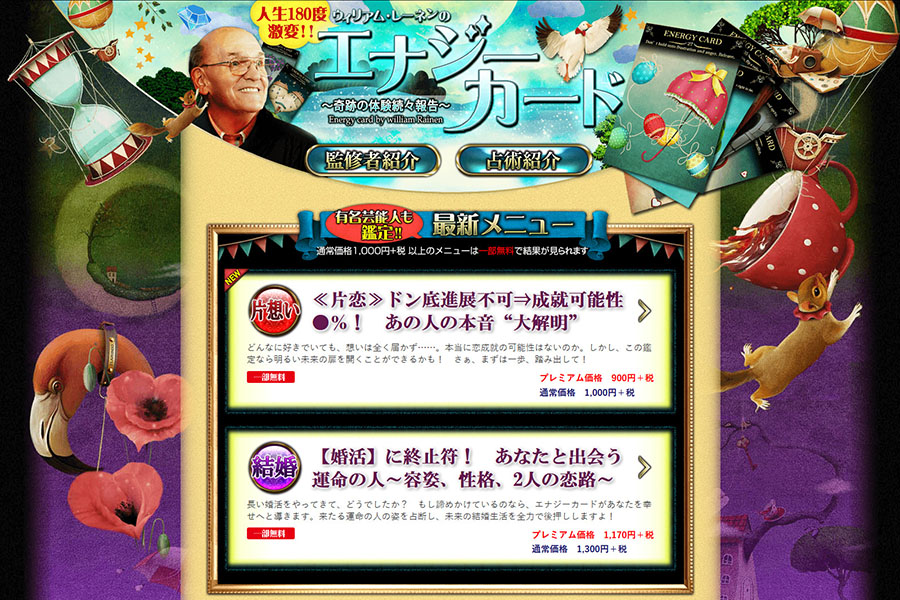 人生180度
激変!!
ウィリアム・レーネンの
エナジーカード
～奇跡の体験続々報告～
Energy card by william Rainen
ENERGY CARD
監修者紹介
占術紹介
有名芸能人も
鑑定!!
最新メニュー
通常価格1,000円+税 以上のメニューは一部無料で結果が見られます
NEW
片想い
≪片恋≫ドン底進展不可⇒成就可能性
●%！　あの人の本音“大解明”
どんなに好きでいても、想いは全く届かず……。本当に恋成就の可能性はないのか。しかし、この鑑
定なら明るい未来の扉を開くことができるかも！　さぁ、まずは一歩、踏み出して！
一部無料
プレミアム価格　900円＋税
通常価格　1,000円＋税
結婚
【婚活】に終止符！　あなたと出会う
運命の人～容姿、性格、2人の恋路～
長い婚活をやってきて、どうでしたか？　もし諦めかけているのなら、エナジーカードがあなたを幸
せへと導きます。来たる運命の人の姿を占断し、未来の結婚生活を全力で後押ししますよ！
一部無料
プレミアム価格　1,170円＋税
通常価格　1,300円＋税